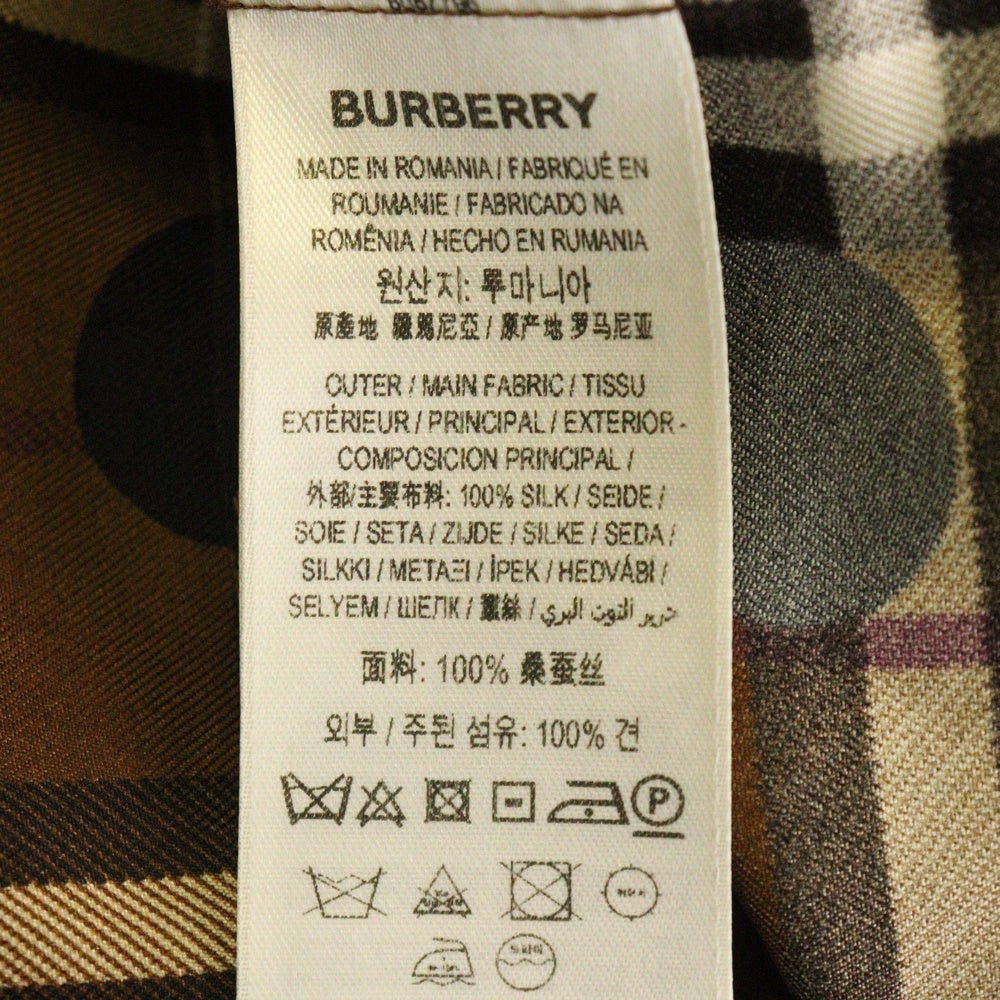 BURBERRY
MADE IN ROMANIA / FABRIQUÉ EN
ROUMANIE / FABRICADO NA
ROMÊNIA / HECHO EN RUMANIA
원산지: 루마니아
原產地 羅馬尼亞 / 原产地 罗马尼亚
OUTER / MAIN FABRIC / TISSU
EXTÉRIEUR / PRINCIPAL / EXTERIOR -
COMPOSICION PRINCIPAL /
外部/主要布料: 100% SILK / SEIDE /
SOIE / SETA / ZIJDE / SILKE / SEDA /
SILKKI / ΜΕΤΑΞΙ / İPEK / HEDVÁBÍ /
SELYEM / ШЕЛК / 蠶絲 / حرير التوت البري
面料: 100% 桑蚕丝
외부 / 주된 섬유: 100% 견
P
드라이